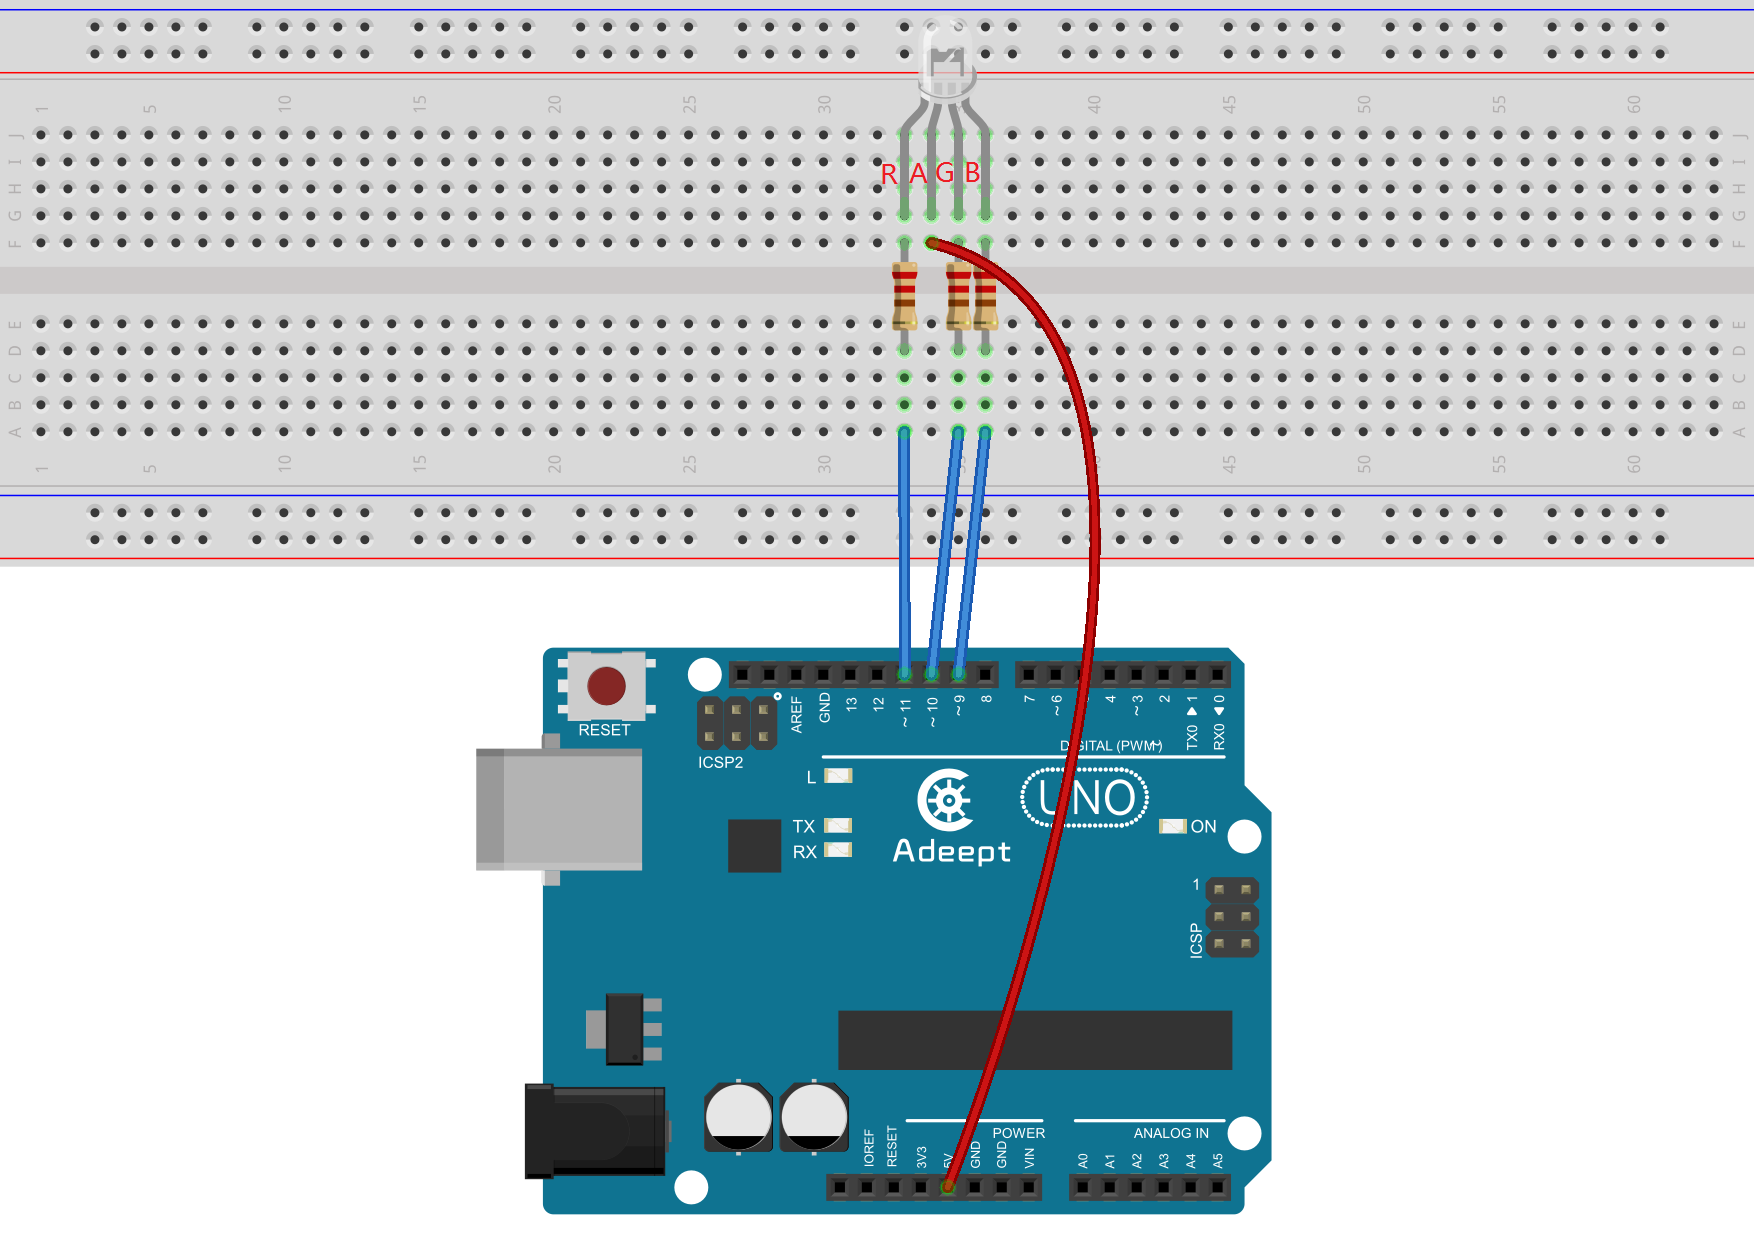 1 5 10 15 20 25 30 40 45 50 55 60
J J
I I
H H
G G
F F
R A G B
E E
D D
C C
B B
A A
1 5 10 15 20 25 30 45 50 55 60
RESET
ICSP2
AREF GND 13 12 ~11 ~10 ~9 8 7 ~6 4 ~3 2 TX0 ▶ 1 RX0 ◀ 0
DIGITAL (PWM~)
L
TX
RX
Adeept
UNO
ON
1
ICSP
POWER
ANALOG IN
IOREF RESET 3V3 5V GND GND VIN A0 A1 A2 A3 A4 A5